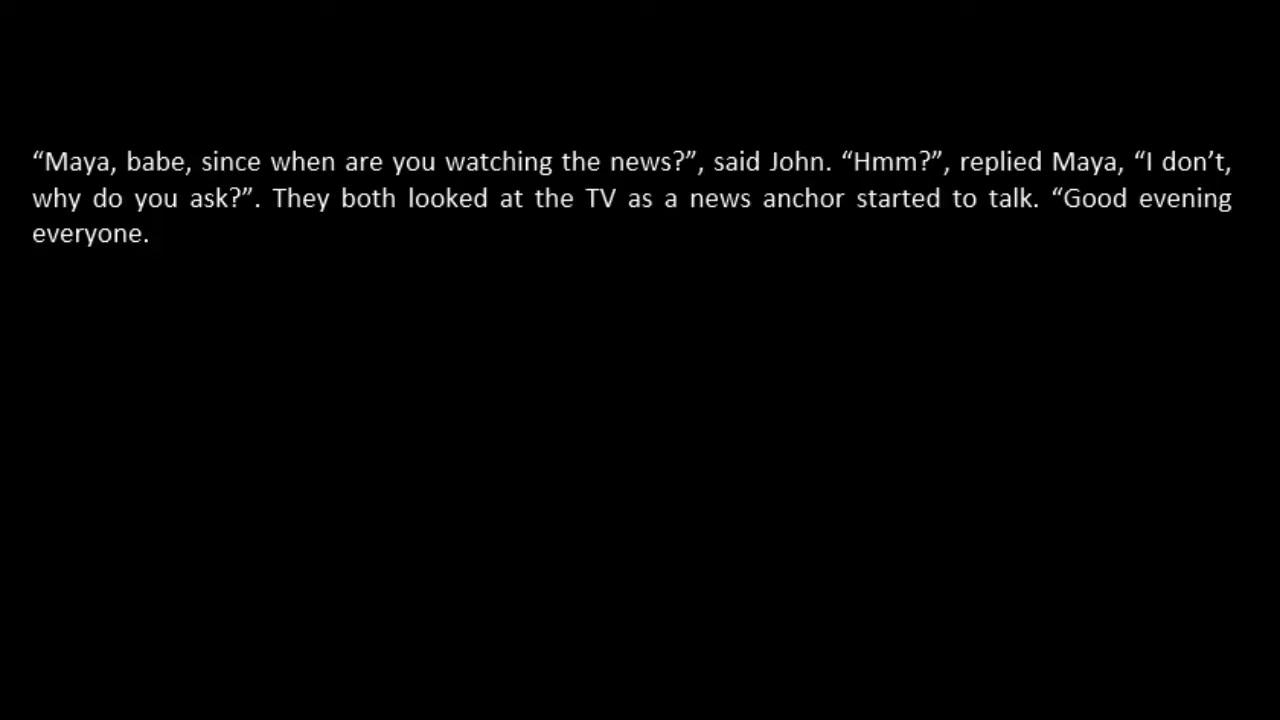 “Maya, babe, since when are you watching the news?”, said John. “Hmm?”, replied Maya, “I don’t,
why do you ask?”. They both looked at the TV as a news anchor started to talk. “Good evening
everyone.